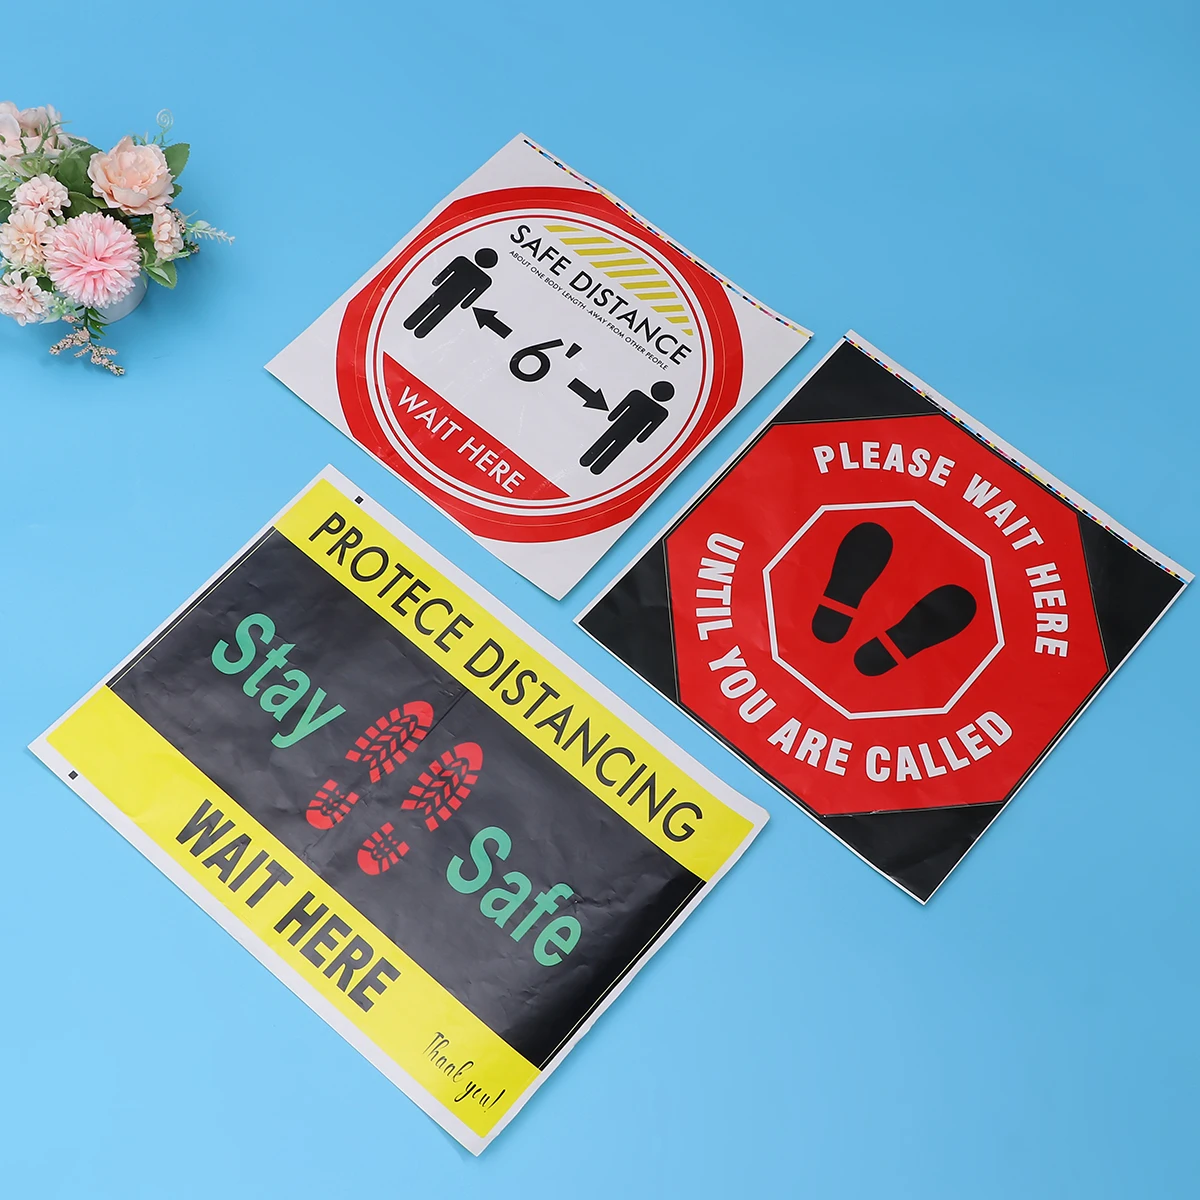 SAFE DISTANCE
ABOUT ONE BODY LENGTH AWAY FROM OTHER PEOPLE
6'
WAIT HERE
PLEASE WAIT HERE
UNTIL YOU ARE CALLED
PROTECE DISTANCING
Stay
Safe
WAIT HERE
Thank you!